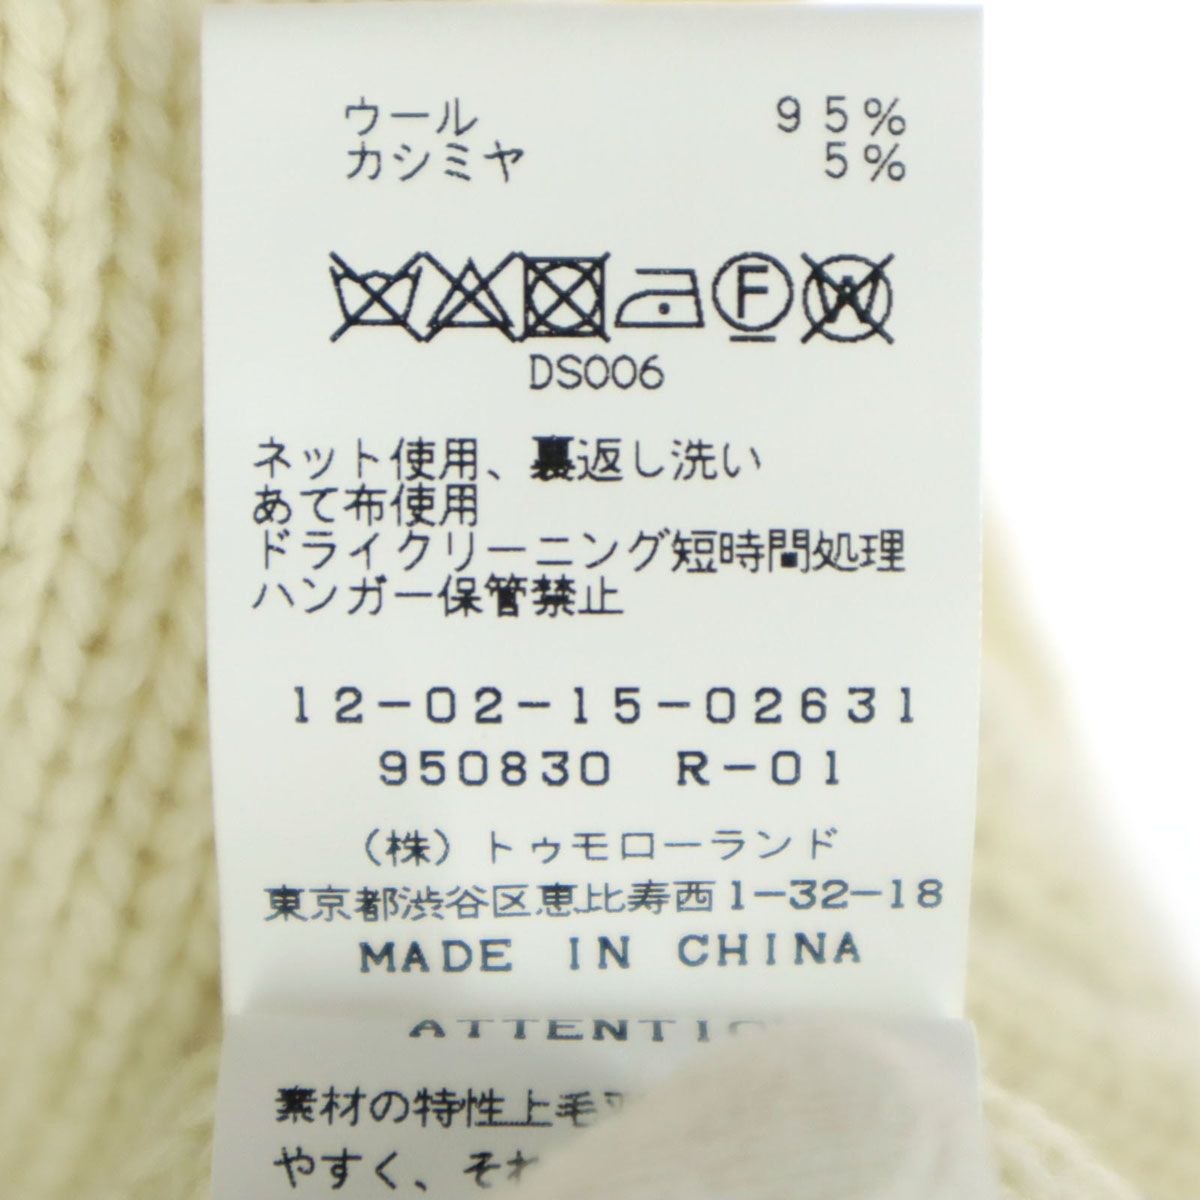 ウール 95%
カシミヤ 5%
F W
DS006
ネット使用、裏返し洗い
あて布使用
ドライクリーニング短時間処理
ハンガー保管禁止
12-02-15-02631
950830 R-01
(株)トゥモローランド
東京都渋谷区恵比寿西1-32-18
MADE IN CHINA
素材の特性上毛
やすく、それ